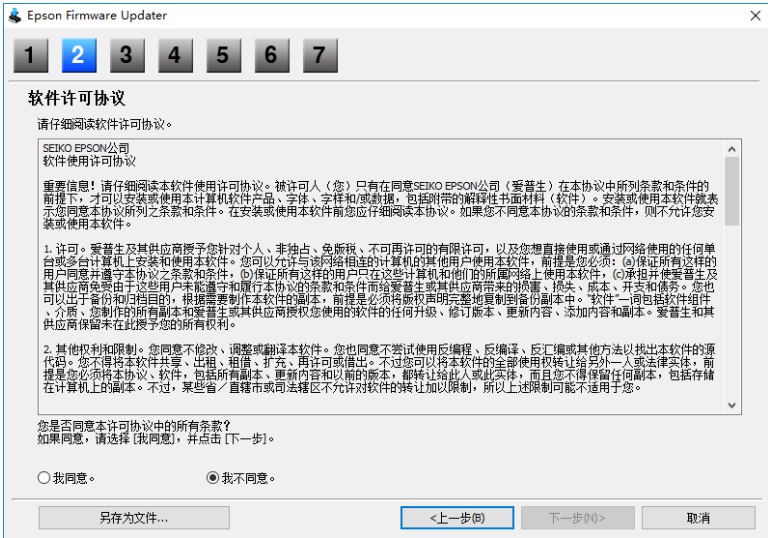 Epson Firmware Updater
1 2 3 4 5 6 7
软件许可协议
请仔细阅读软件许可协议。
SEIKO EPSON公司
软件使用许可协议
重要信息！请仔细阅读本软件使用许可协议。被许可人（您）只有在同意SEIKO EPSON公司（爱普生）在本协议中所列条款和条件的
前提下，才可以安装或使用本计算机软件产品、字体、字样和/或数据，包括附带的解释性书面材料（软件）。安装或使用本软件就表
示您同意本协议所列之条款和条件。在安装或使用本软件前您应仔细阅读本协议。如果您不同意本协议的条款和条件，则不允许您安
装或使用本软件。
1. 许可。爱普生及其供应商授予您针对个人、非独占、免版税、不可再许可的有限许可，以及您想直接使用或通过网络使用的任何单
台或多台计算机上安装和使用本软件。您可以允许与该网络相连的计算机的其他用户使用本软件，前提是您必须：(a)保证所有这样的
用户同意并遵守本协议之条款和条件，(b)保证所有这样的用户只在这些计算机和他们的所属网络上使用本软件，(c)承担并使爱普生及
其供应商免受由于这些用户未能遵守和履行本协议的条款和条件而给爱普生或其供应商带来的损害、损失、成本、开支和债务。您也
可以出于备份和归档目的，根据需要制作本软件的副本，前提是必须将版权声明完整地复制到备份副本中。"软件"一词包括软件组件
、介质、您制作的所有副本和爱普生或其供应商授权您使用的软件的任何升级、修订版本、更新内容、添加内容和副本。爱普生和其
供应商保留未在此授予您的所有权利。
2. 其他权利和限制。您同意不修改、调整或翻译本软件。您也同意不尝试使用反编程、反编译、反汇编或其他方法以找出本软件的源
代码。您不得将本软件共享、出租、租借、扩充、再许可或借出。不过您可以将本软件的全部使用权转让给另外一人或法律实体，前
提是您必须将本协议、软件，包括所有副本、更新内容和以前的版本，都转让给此人或此实体，而且您不得保留任何副本，包括存储
在计算机上的副本。不过，某些省／直辖市或司法辖区不允许对软件的转让加以限制，所以上述限制可能不适用于您。
您是否同意本许可协议中的所有条款？
如果同意，请选择 [我同意]，并点击 [下一步]。
我同意。 我不同意。
另存为文件... <上一步(B) 下一步(N)> 取消